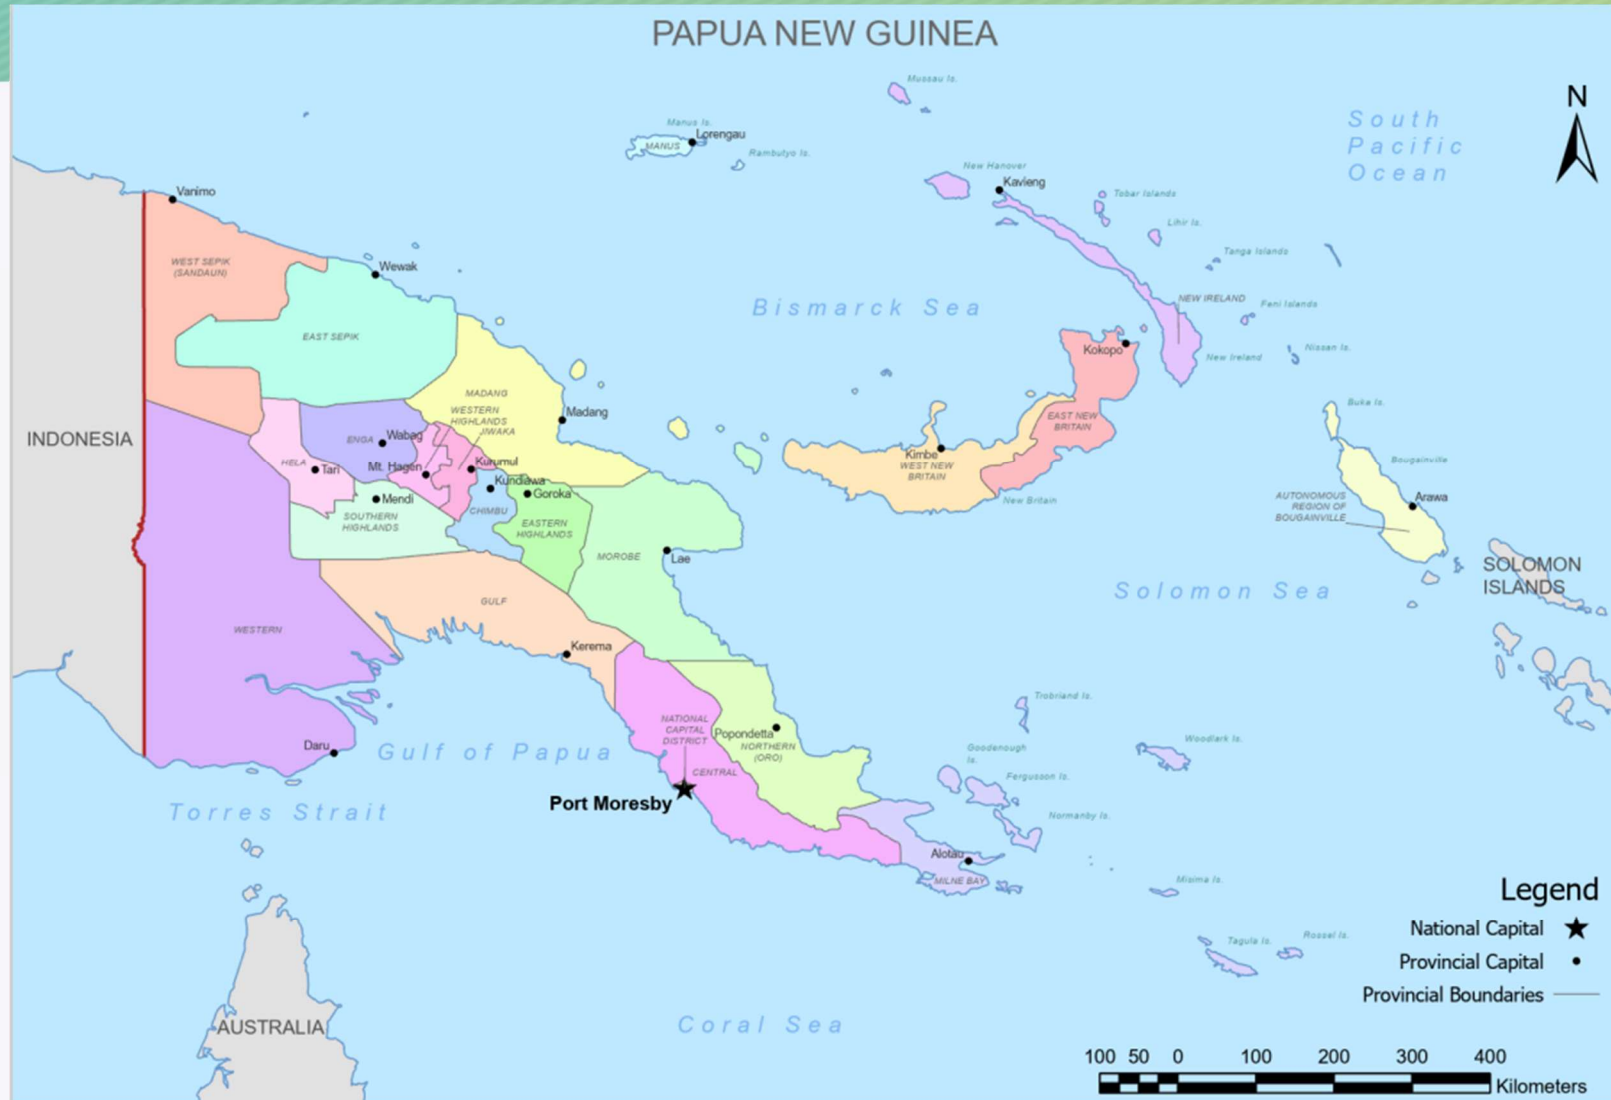 PAPUA NEW GUINEA
Mussau Is.
N
South
Pacific
Ocean
Manus Is.
Lorengau
MANUS
Rambutyo Is.
New Hanover
Kavieng
Tobar Islands
Lihir Is.
Tanga Islands
Vanimo
WEST SEPIK
(SANDAUN)
Wewak
Bismarck Sea
NEW IRELAND
Feni Islands
EAST SEPIK
Kokopo
New Ireland
Nissan Is.
MADANG
WESTERN
HIGHLANDS
JIWAKA
Madang
EAST NEW
BRITAIN
Buka Is.
INDONESIA
ENGA
Wabag
HELA
Tari
Mt. Hagen
Kurumul
Kimbe
WEST NEW
BRITAIN
Bougainville
Mendi
Kundiawa
Goroka
New Britain
AUTONOMOUS
REGION OF
BOUGAINVILLE
Arawa
SOUTHERN
HIGHLANDS
CHIMBU
EASTERN
HIGHLANDS
MOROBE
Lae
SOLOMON
ISLANDS
Solomon Sea
GULF
WESTERN
Kerema
Trobriand Is.
NATIONAL
CAPITAL
DISTRICT
Popondetta
NORTHERN
(ORO)
Woodlark Is.
Daru
Gulf of Papua
Goodenough
Is.
CENTRAL
Fergusson Is.
Port Moresby
Torres Strait
Normanby Is.
Alotau
MILNE BAY
Misima Is.
Legend
National Capital
Provincial Capital
Provincial Boundaries
Tagula Is.
Rossel Is.
AUSTRALIA
Coral Sea
100 50 0 100 200 300 400
Kilometers